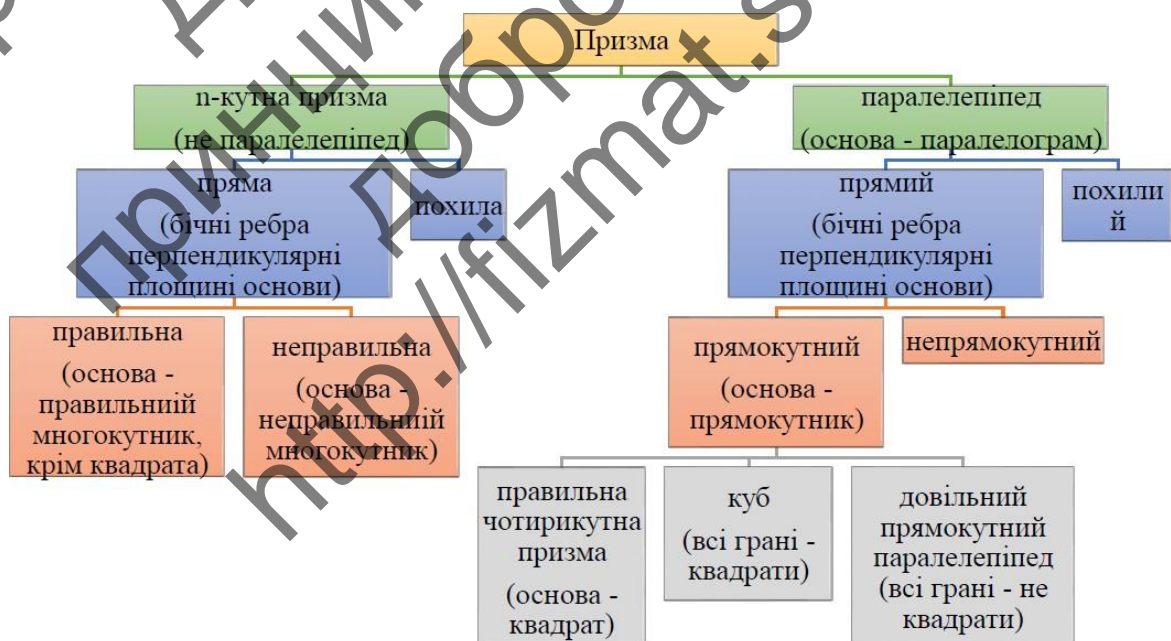 Призма
n-кутна призма
(не паралелепіпед)
паралелепіпед
(основа - паралелограм)
пряма
(бічні ребра
перпендикулярні
площині основи)
похила
прямий
(бічні ребра
перпендикулярні
площині основи)
похили
й
правильна
(основа -
правильниій
многокутник,
крім квадрата)
неправильна
(основа -
неправильниій
многокутник)
прямокутний
(основа -
прямокутник)
непрямокутний
правильна
чотирикутна
призма
(основа -
квадрат)
куб
(всі грані -
квадрати)
довільний
прямокутний
паралелепіпед
(всі грані - не
квадрати)
http://fizmat.s